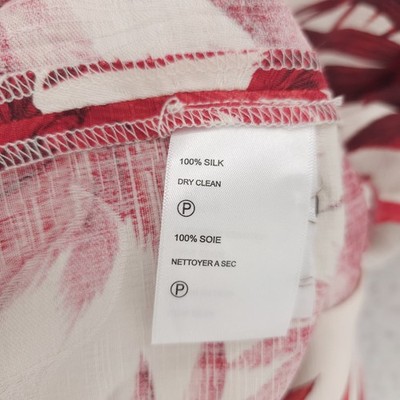 100% SILK
DRY CLEAN
P
100% SOIE
NETTOYER A SEC
P